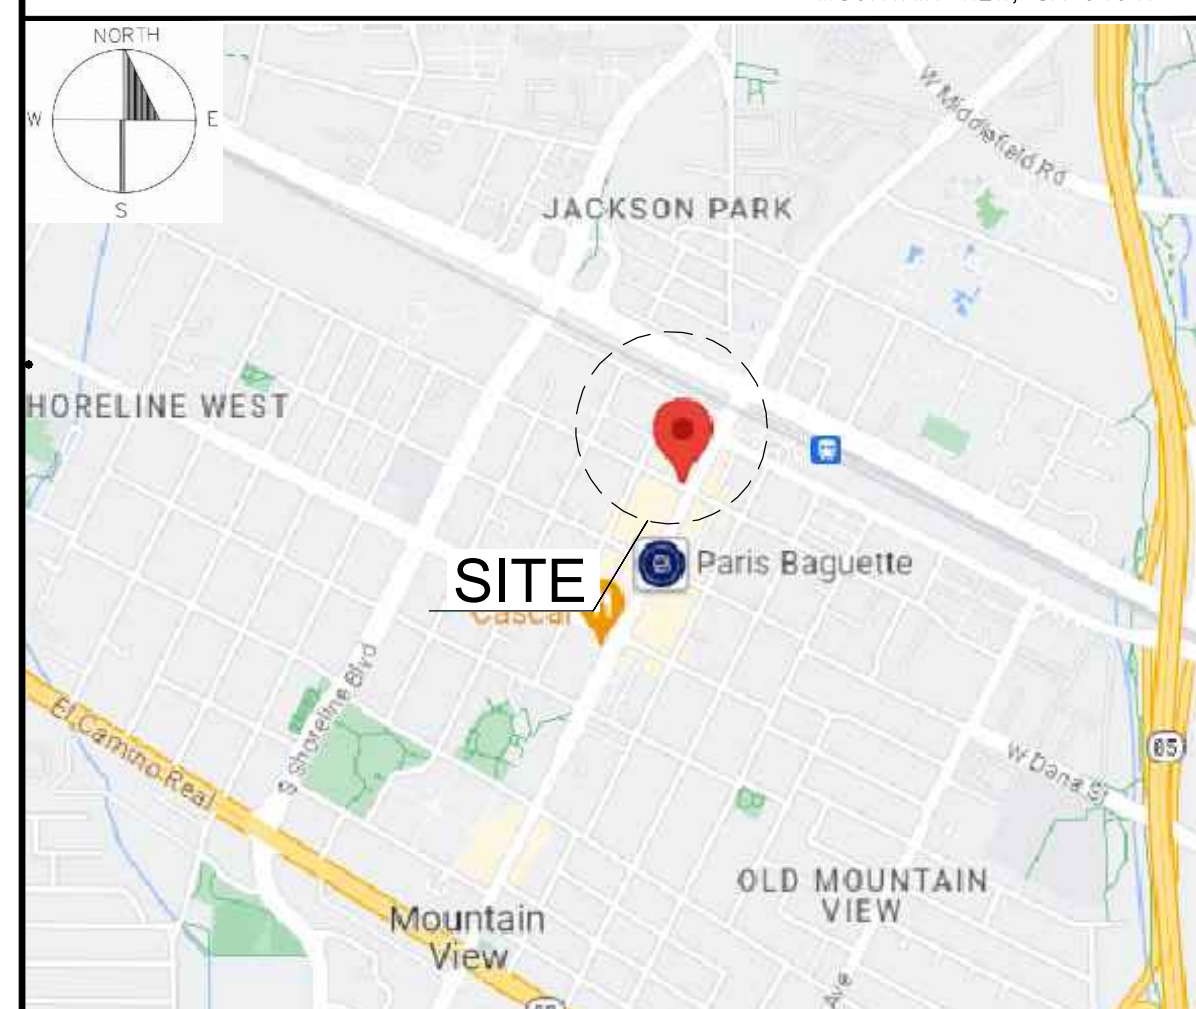 NORTH
W
E
S
W Middlefield Rd
JACKSON PARK
HORELINE WEST
Paris Baguette
SITE
S Shoreline Blvd
El Camino Real
85
W Dana St
OLD MOUNTAIN
VIEW
Mountain
View
Ave